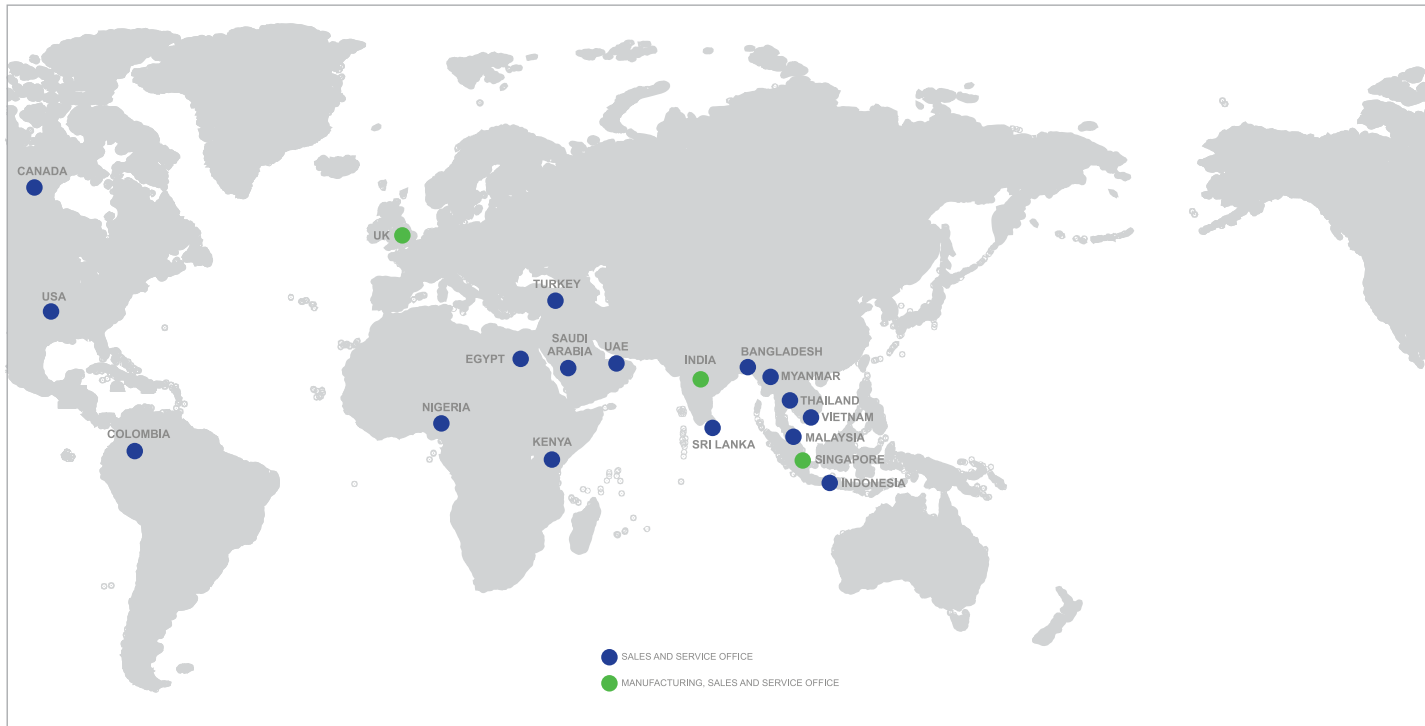 CANADA
UK
TURKEY
USA
SAUDI
ARABIA
UAE
EGYPT
INDIA
BANGLADESH
MYANMAR
THAILAND
NIGERIA
VIETNAM
COLOMBIA
KENYA
SRI LANKA
MALAYSIA
SINGAPORE
INDONESIA
SALES AND SERVICE OFFICE
MANUFACTURING, SALES AND SERVICE OFFICE